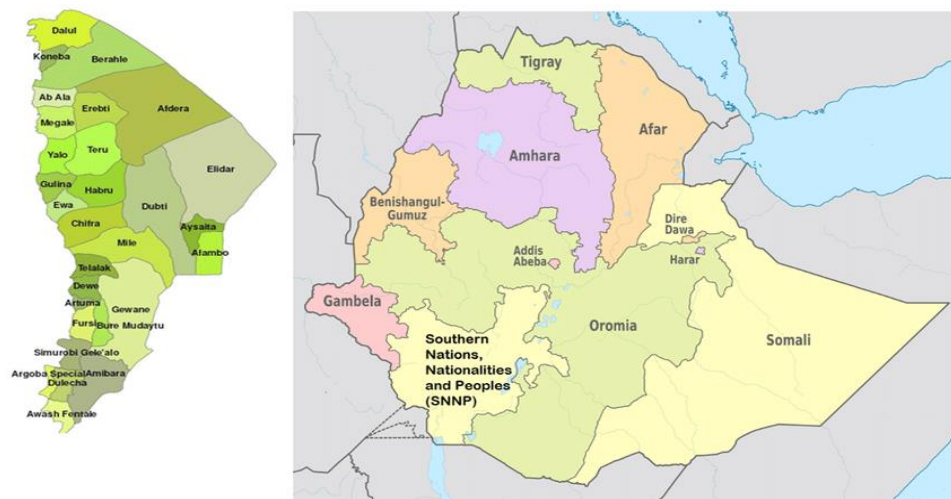 Dalul
Koneba
Berahle
Ab Ala
Erebti
Afdera
Megale
Yalo
Teru
Elidar
Gulina
Habru
Dubti
Ewa
Chifra
Aysaita
Mile
Alambo
Telalak
Dewe
Artuma
Gewane
Fursi
Bure Mudaytu
Simurobi Gele'alo
Argoba Special
Amibara
Dulecha
Awash Fentale
Tigray
Afar
Amhara
Benishangul-
Gumuz
Dire
Dawa
Addis
Abeba
Harar
Gambela
Oromia
Somali
Southern
Nations,
Nationalities
and Peoples
(SNNP)